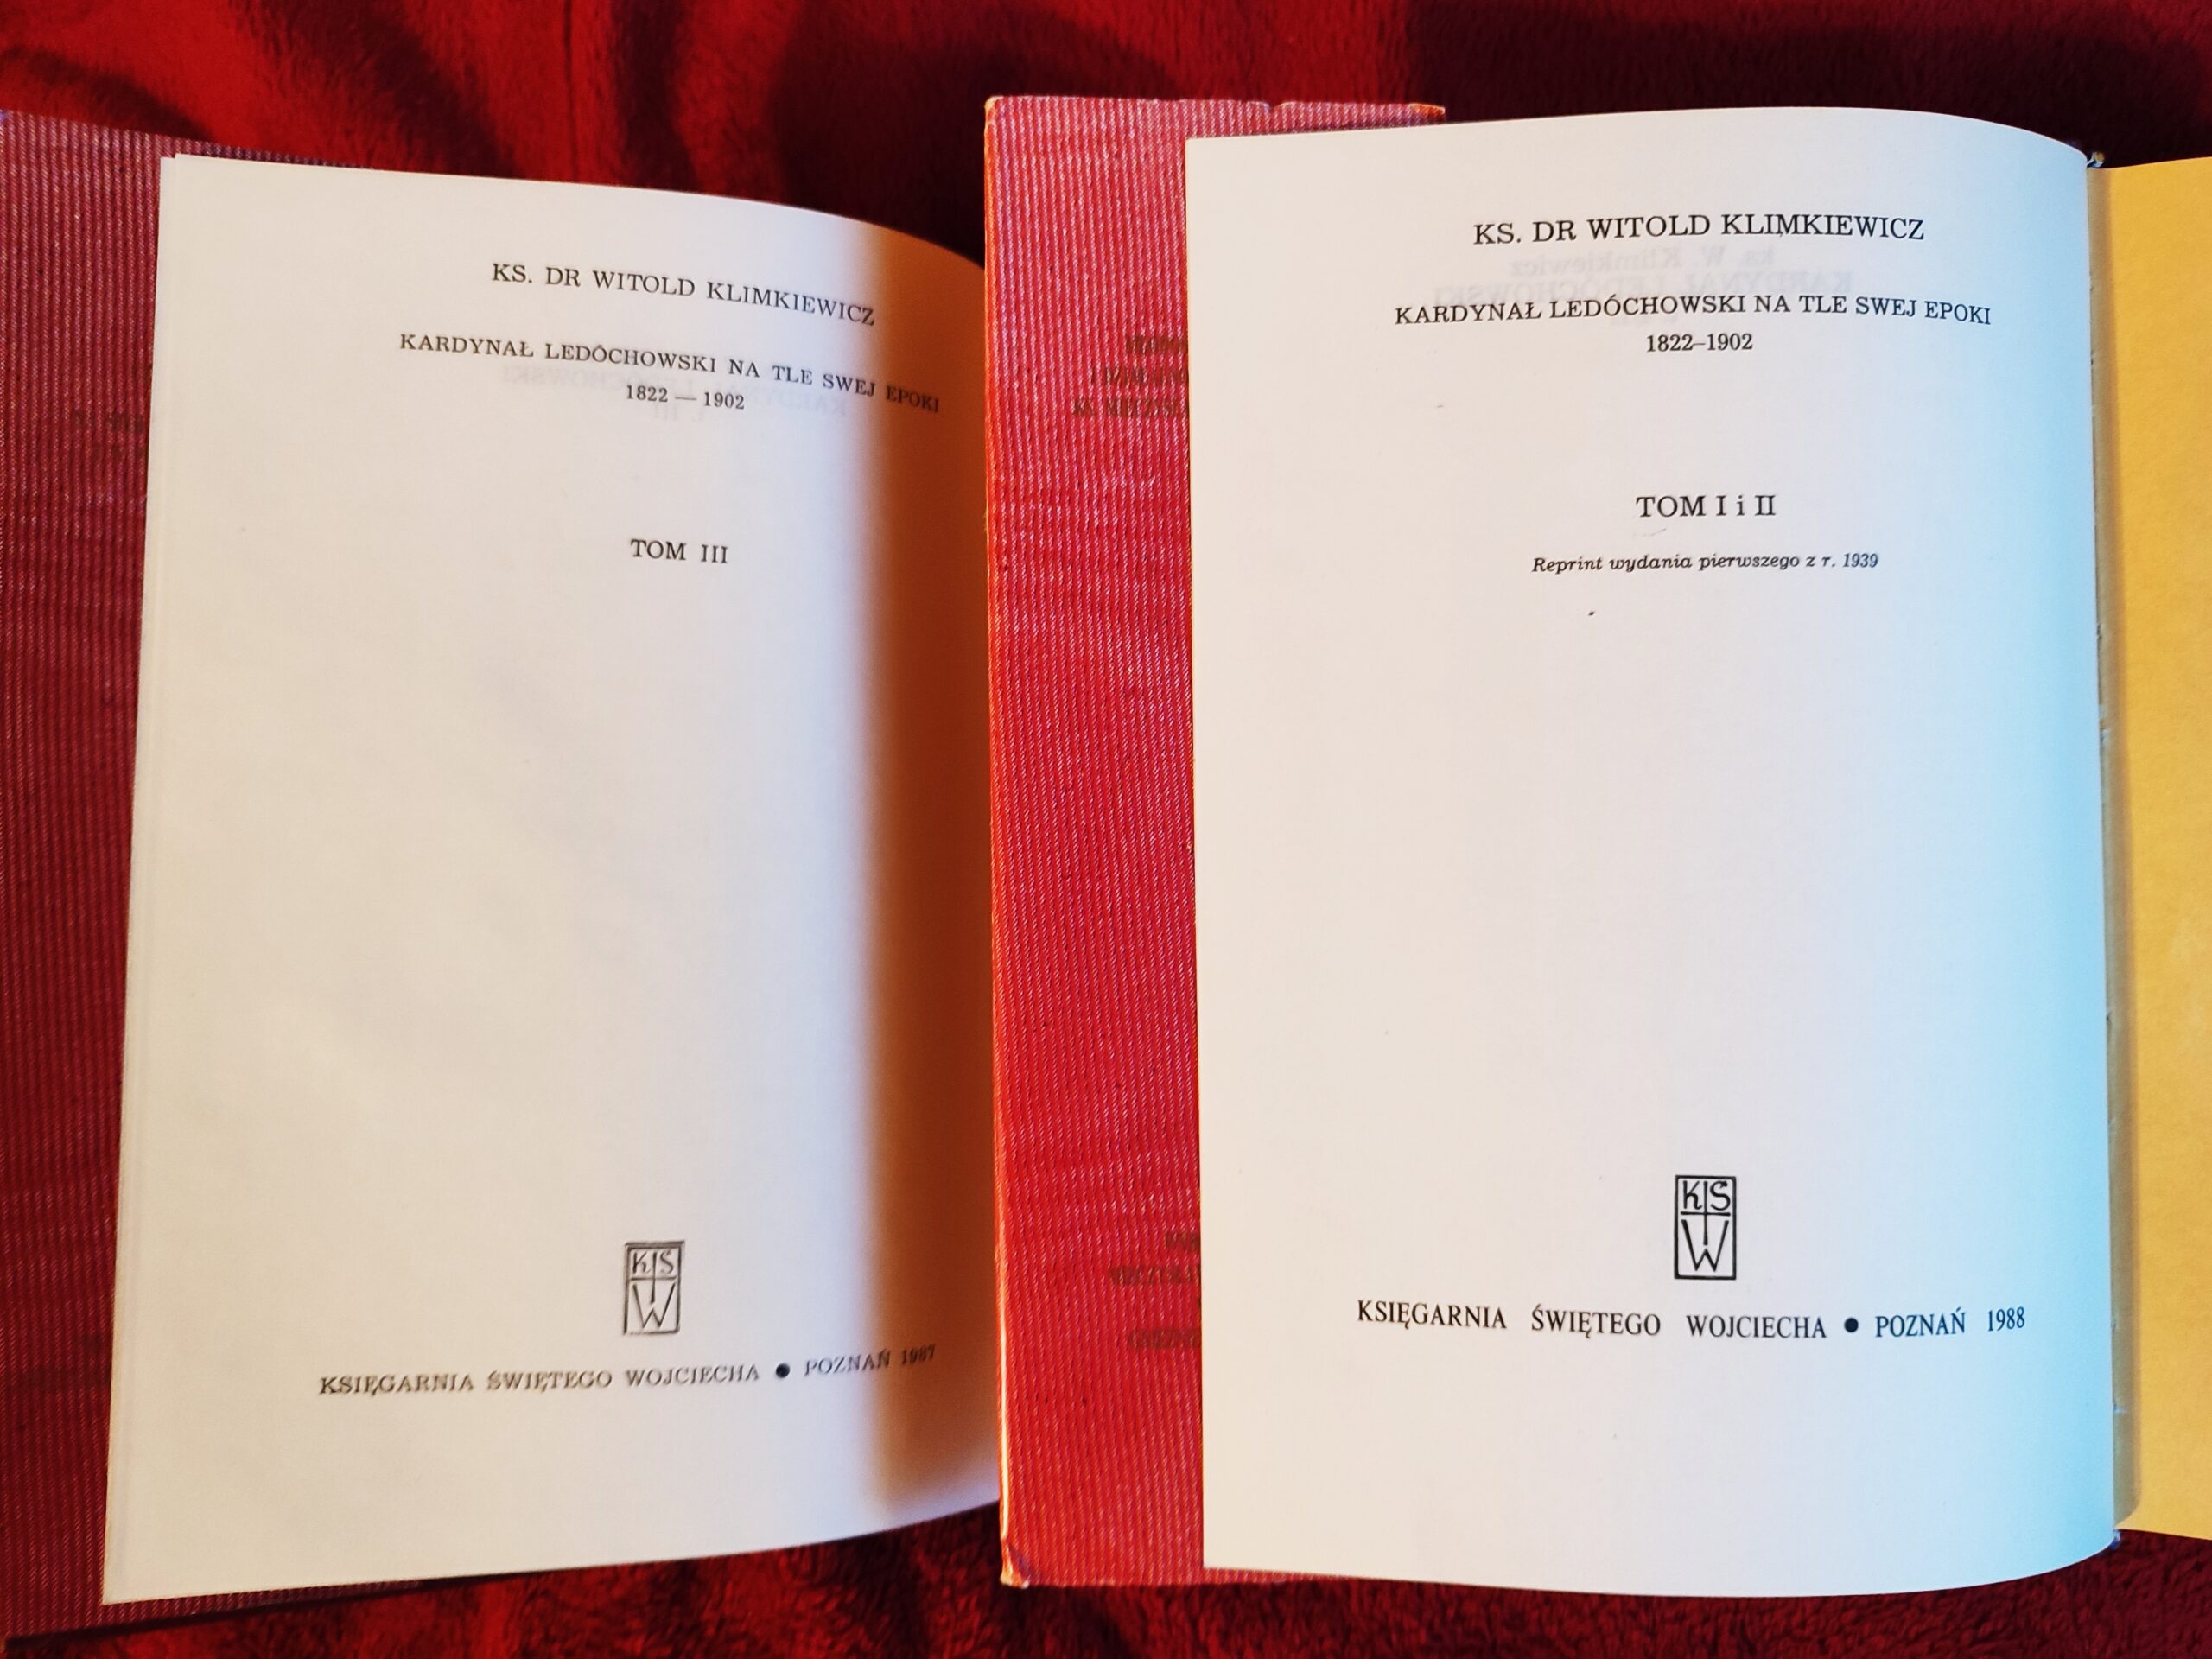 KS. DR WITOLD KLIMKIEWICZ
KARDYNAŁ LEDÓCHOWSKI NA TLE SWEJ EPOKI
1822 — 1902
TOM III
KS
W
KSIĘGARNIA ŚWIĘTEGO WOJCIECHA ● POZNAŃ 1987
KS. DR WITOLD KLIMKIEWICZ
KARDYNAŁ LEDÓCHOWSKI NA TLE SWEJ EPOKI
1822–1902
TOM I i II
Reprint wydania pierwszego z r. 1939
KS
W
KSIĘGARNIA ŚWIĘTEGO WOJCIECHA ● POZNAŃ 1988